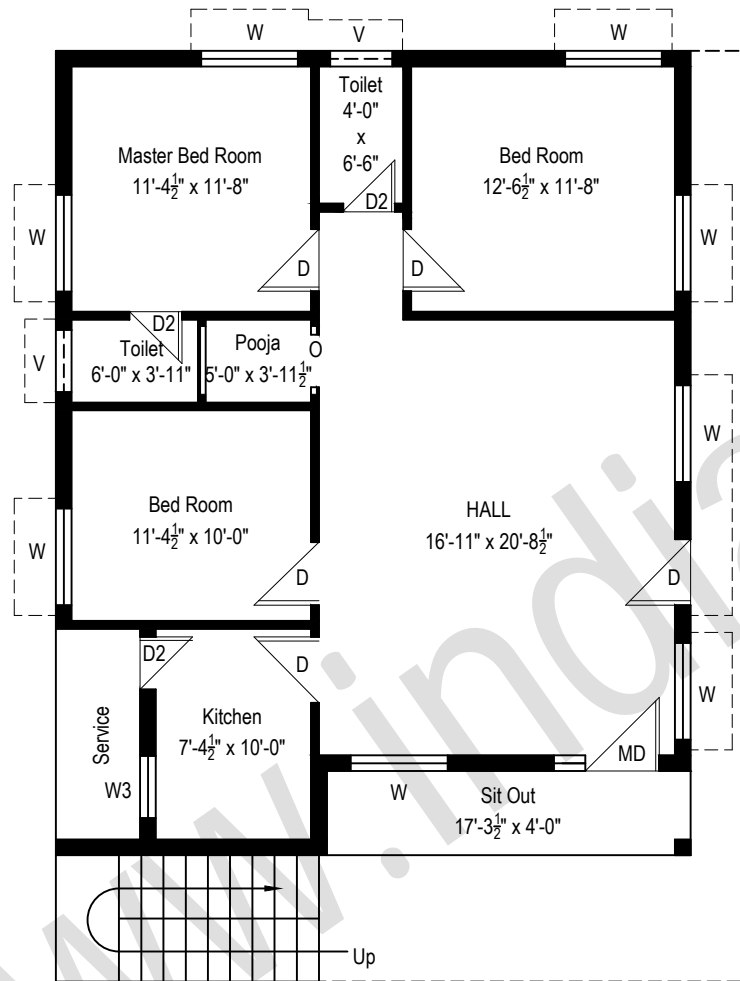 W
V
W
Toilet
4'-0"
x
6'-6"
Master Bed Room
11'-4½" x 11'-8"
Bed Room
12'-6½" x 11'-8"
D2
W
W
D
D
D2
Toilet
6'-0" x 3'-11"
Pooja
5'-0" x 3'-11½"
O
V
W
Bed Room
11'-4½" x 10'-0"
HALL
16'-11" x 20'-8½"
W
D
D
D2
D
Service
Kitchen
7'-4½" x 10'-0"
W
W3
MD
W
Sit Out
17'-3½" x 4'-0"
Up
www.india